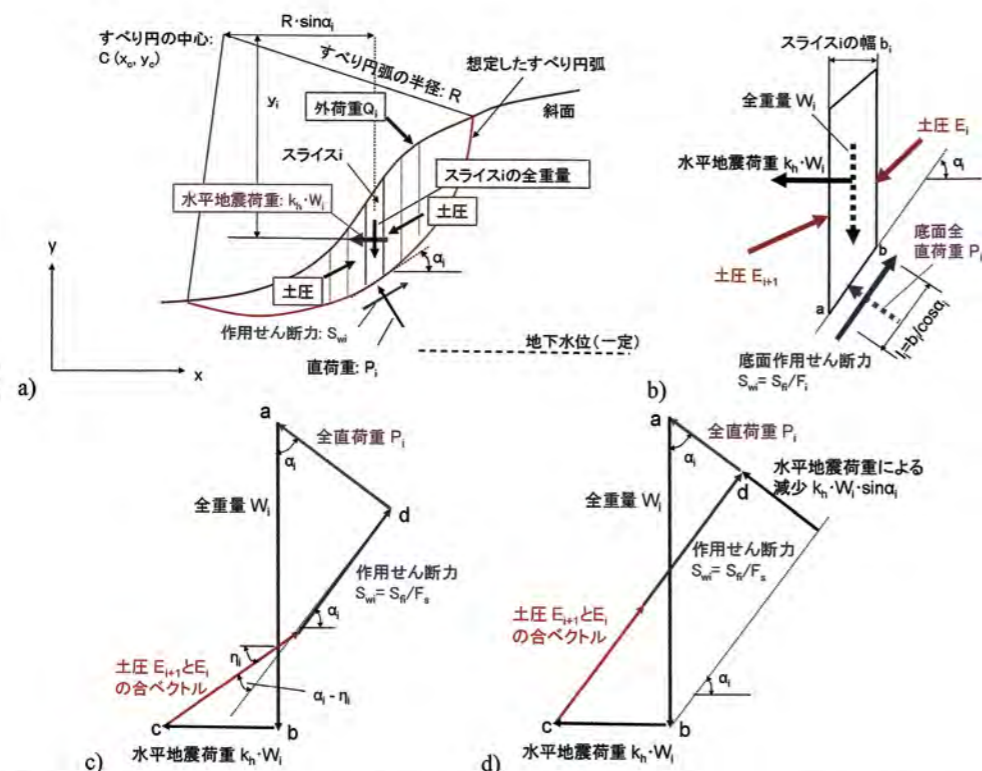 R·sinαi
すべり円の中心:
C (xc, yc)
すべり円弧の半径: R
想定したすべり円弧
yi
外荷重Qi
斜面
スライスi
スライスiの全重量
水平地震荷重: kh·Wi
土圧
y
αi
土圧
作用せん断力: Swi
地下水位(一定)
直荷重: Pi
x
a)
スライスiの幅 bi
全重量 Wi
土圧 Ei
水平地震荷重 kh·Wi
αi
底面全
直荷重 Pi
b
土圧 Ei+1
a
li=bi/cosαi
底面作用せん断力
Swi= Sfi/Fi
b)
a
全直荷重 Pi
αi
全重量 Wi
d
作用せん断力
Swi= Sfi/Fs
αi
ηi
土圧 Ei+1とEi
の合ベクトル
αi - ηi
c
b
水平地震荷重 kh·Wi
c)
a
全直荷重 Pi
αi
水平地震荷重による
減少 kh·Wi·sinαi
d
全重量 Wi
作用せん断力
Swi= Sfi/Fs
土圧 Ei+1とEi
の合ベクトル
αi
c
b
水平地震荷重 kh·Wi
d)